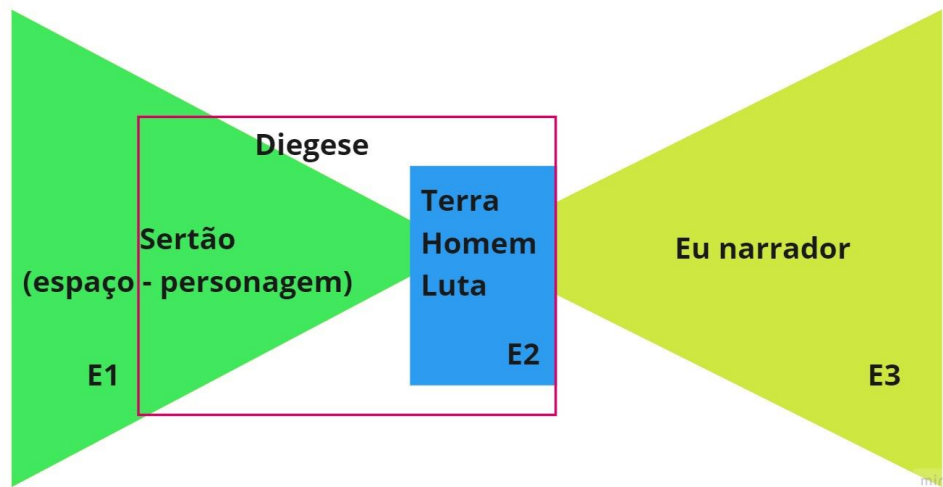 Diegese
Sertão
(espaço - personagem)
E1
Terra
Homem
Luta
E2
Eu narrador
E3